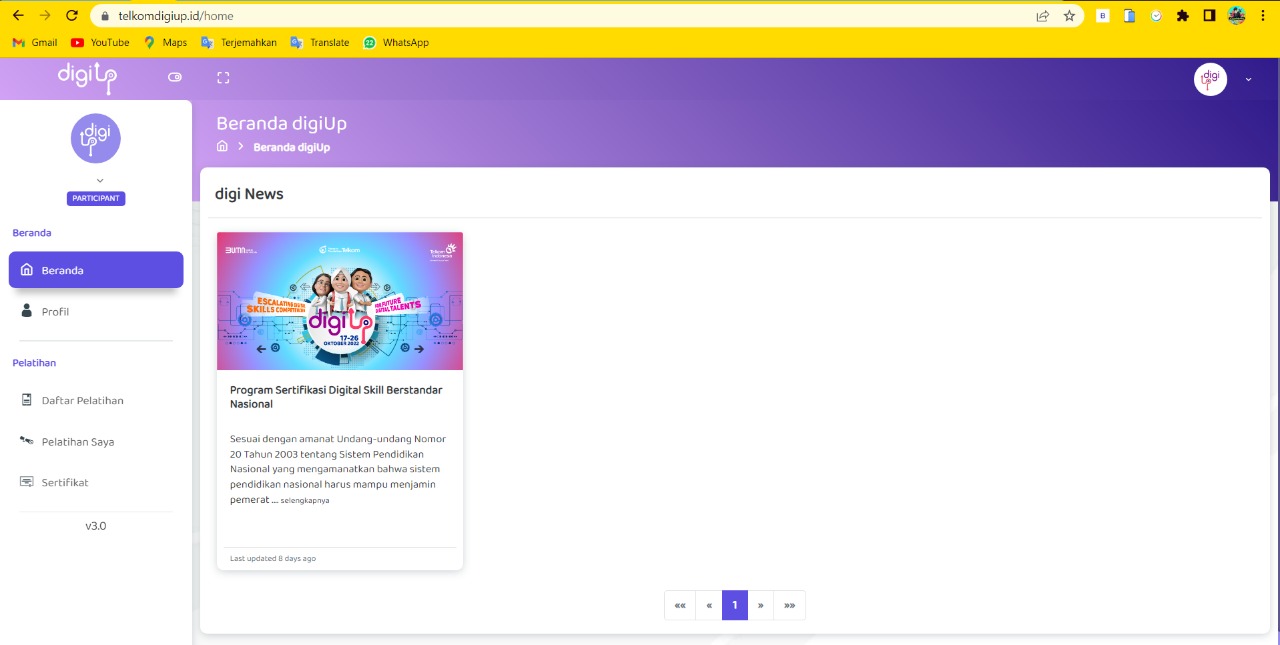 telkomdigiup.id/home
B
Gmail
YouTube
Maps
Terjemahkan
Translate
22
WhatsApp
digiUp
digi Up
digi Up
Beranda digiUp
Beranda digiUp
PARTICIPANT
Beranda
Beranda
Profil
Pelatihan
Daftar Pelatihan
Pelatihan Saya
Sertifikat
v3.0
digi News
BUMN
Telkom
Telkom
Indonesia
ESCALATING
SKILLS
FOR FUTURE
DIGITAL TALENTS
digiUp
17-26
OKTOBER 2022
Program Sertifikasi Digital Skill Berstandar
Nasional
Sesuai dengan amanat Undang-undang Nomor
20 Tahun 2003 tentang Sistem Pendidikan
Nasional yang mengamanatkan bahwa sistem
pendidikan nasional harus mampu menjamin
pemerat ... selengkapnya
Last updated 8 days ago
«« « 1 » »»